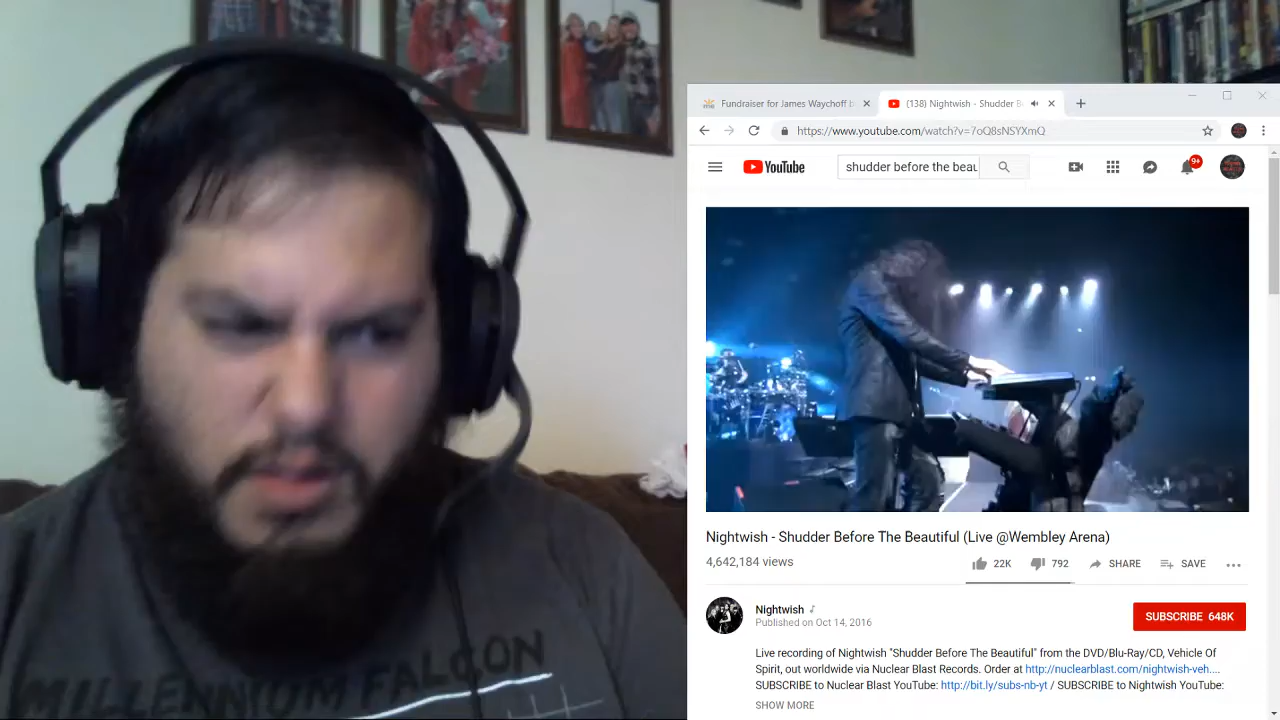 Fundraiser for James Waychoff b
(138) Nightwish - Shudder B
https://www.youtube.com/watch?v=7oQ8sNSYXmQ
YouTube
shudder before the beau
9+
Nightwish - Shudder Before The Beautiful (Live @Wembley Arena)
4,642,184 views
22K
792
SHARE
SAVE
Nightwish
Published on Oct 14, 2016
SUBSCRIBE 648K
Live recording of Nightwish "Shudder Before The Beautiful" from the DVD/Blu-Ray/CD, Vehicle Of
Spirit, out worldwide via Nuclear Blast Records. Order at http://nuclearblast.com/nightwish-veh....
SUBSCRIBE to Nuclear Blast YouTube: http://bit.ly/subs-nb-yt / SUBSCRIBE to Nightwish YouTube:
SHOW MORE
MILLENNIUM FALCON